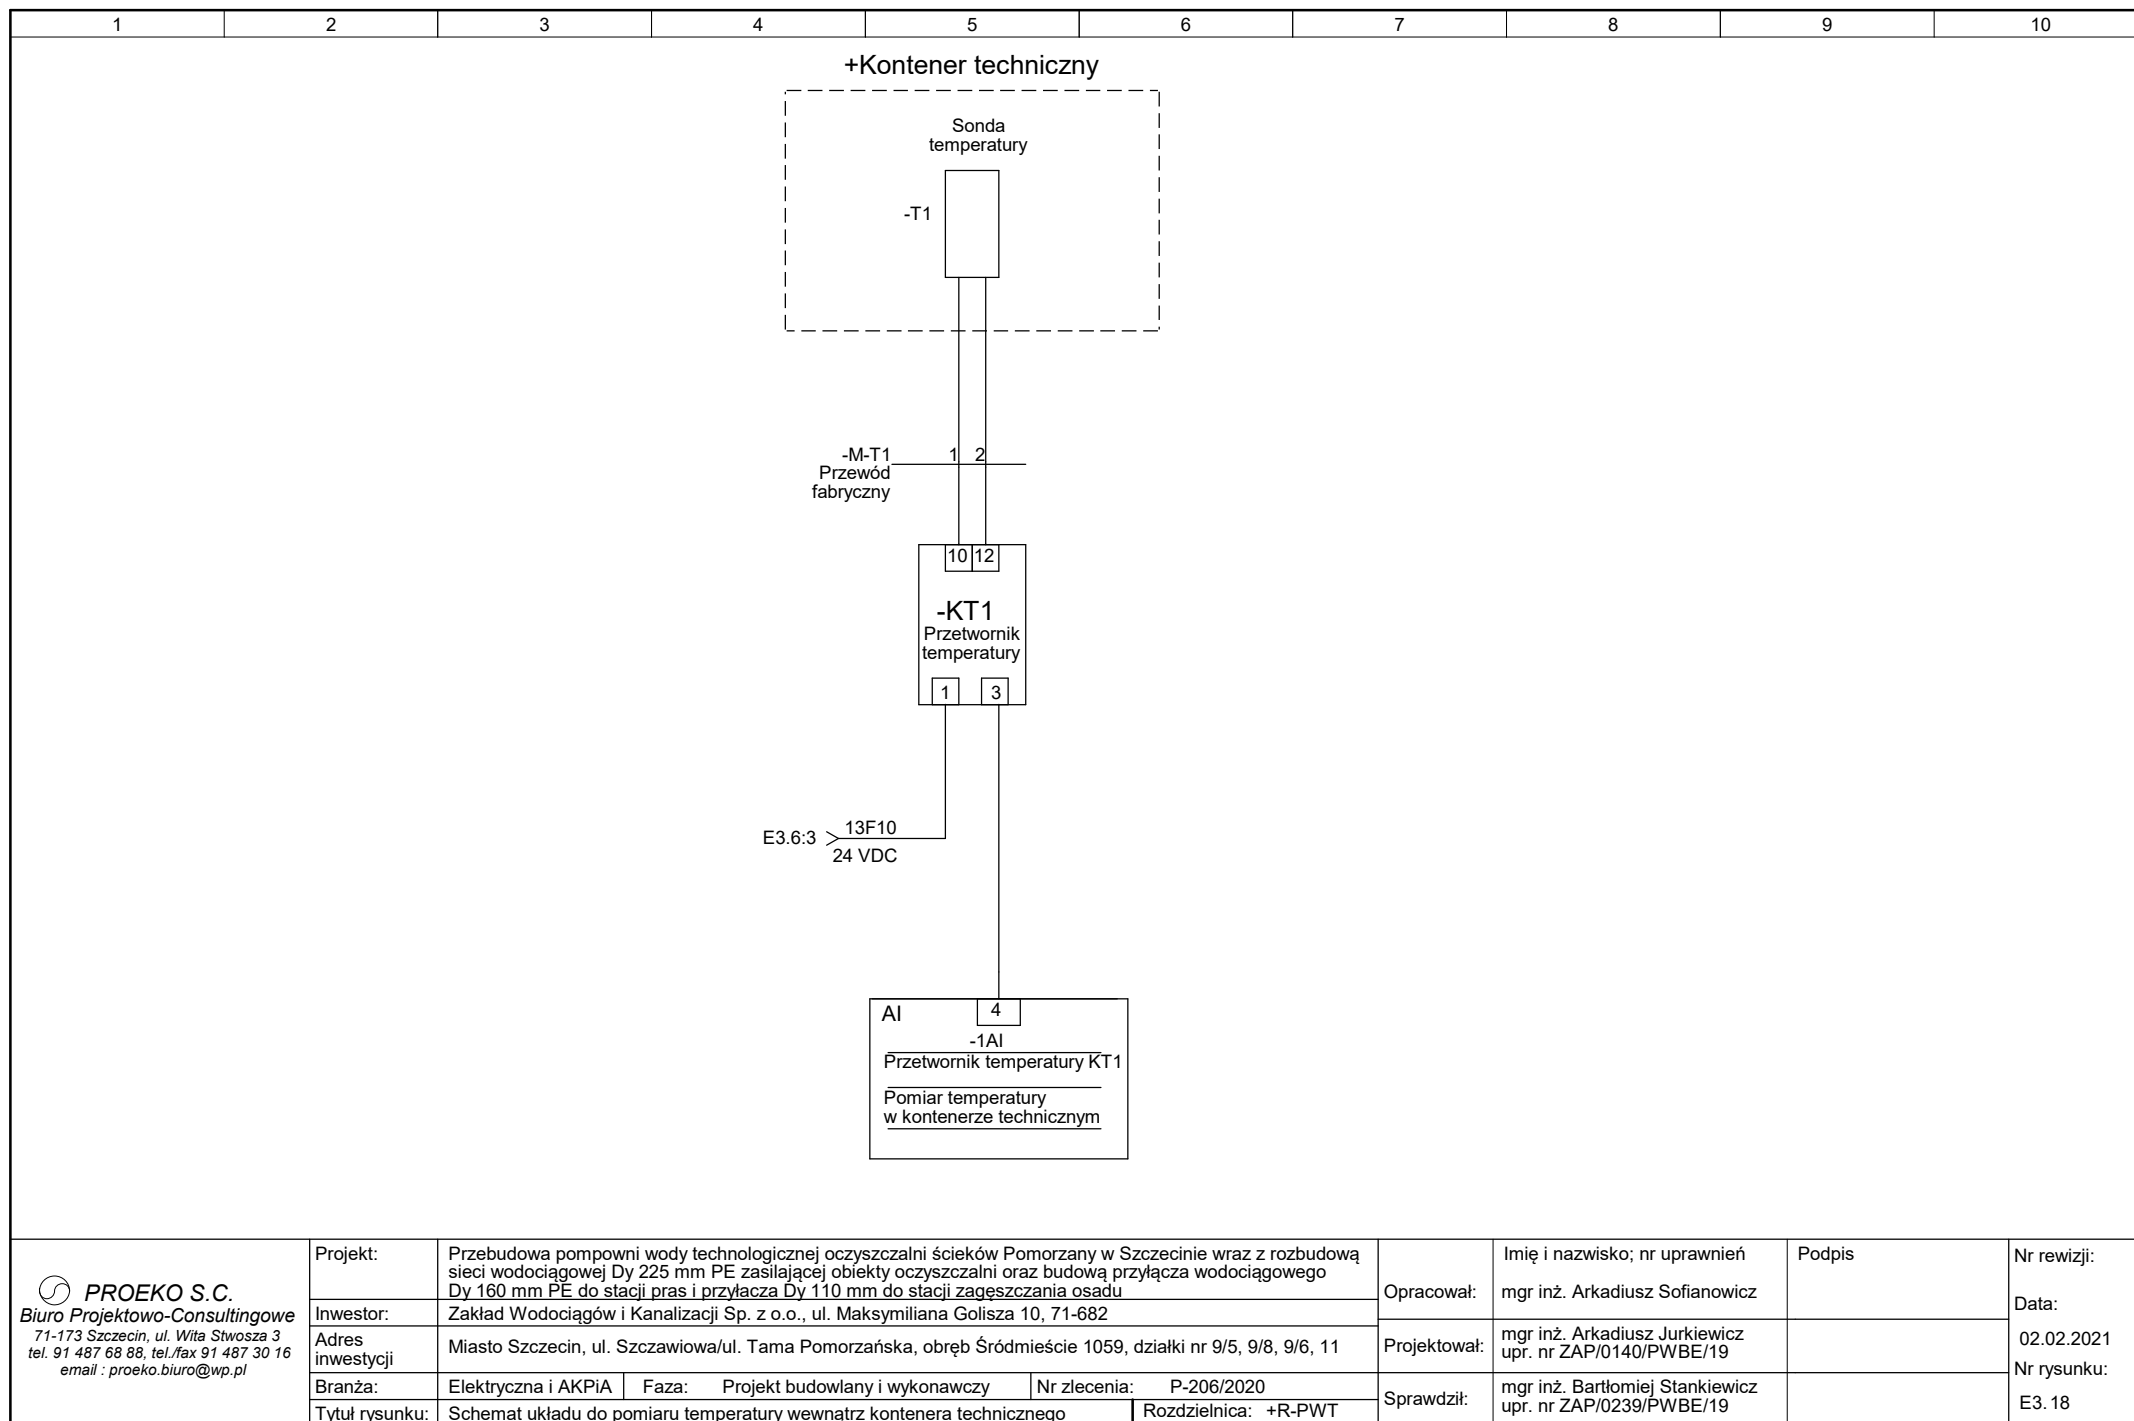 1 2 3 4 5 6 7 8 9 10
+Kontener techniczny
Sonda
temperatury
-T1
-M-T1 1 2
Przewód
fabryczny
10 12
-KT1
Przetwornik
temperatury
1 3
E3.6:3 13F10
24 VDC
AI 4
-1AI
Przetwornik temperatury KT1
Pomiar temperatury
w kontenerze technicznym
PROEKO S.C.
Biuro Projektowo-Consultingowe
71-173 Szczecin, ul. Wita Stwosza 3
tel. 91 487 68 88, tel./fax 91 487 30 16
email : proeko.biuro@wp.pl
Projekt:
Przebudowa pompowni wody technologicznej oczyszczalni ścieków Pomorzany w Szczecinie wraz z rozbudową
sieci wodociągowej Dy 225 mm PE zasilającej obiekty oczyszczalni oraz budową przyłącza wodociągowego
Dy 160 mm PE do stacji pras i przyłacza Dy 110 mm do stacji zagęszczania osadu
Inwestor: Zakład Wodociągów i Kanalizacji Sp. z o.o., ul. Maksymiliana Golisza 10, 71-682
Adres
inwestycji
Miasto Szczecin, ul. Szczawiowa/ul. Tama Pomorzańska, obręb Śródmieście 1059, działki nr 9/5, 9/8, 9/6, 11
Branża: Elektryczna i AKPiA Faza: Projekt budowlany i wykonawczy Nr zlecenia: P-206/2020
Tytuł rysunku: Schemat układu do pomiaru temperatury wewnątrz kontenera technicznego Rozdzielnica: +R-PWT
Imię i nazwisko; nr uprawnień Podpis
Opracował: mgr inż. Arkadiusz Sofianowicz
Projektował: mgr inż. Arkadiusz Jurkiewicz
upr. nr ZAP/0140/PWBE/19
Sprawdził: mgr inż. Bartłomiej Stankiewicz
upr. nr ZAP/0239/PWBE/19
Nr rewizji:
Data:
02.02.2021
Nr rysunku:
E3.18